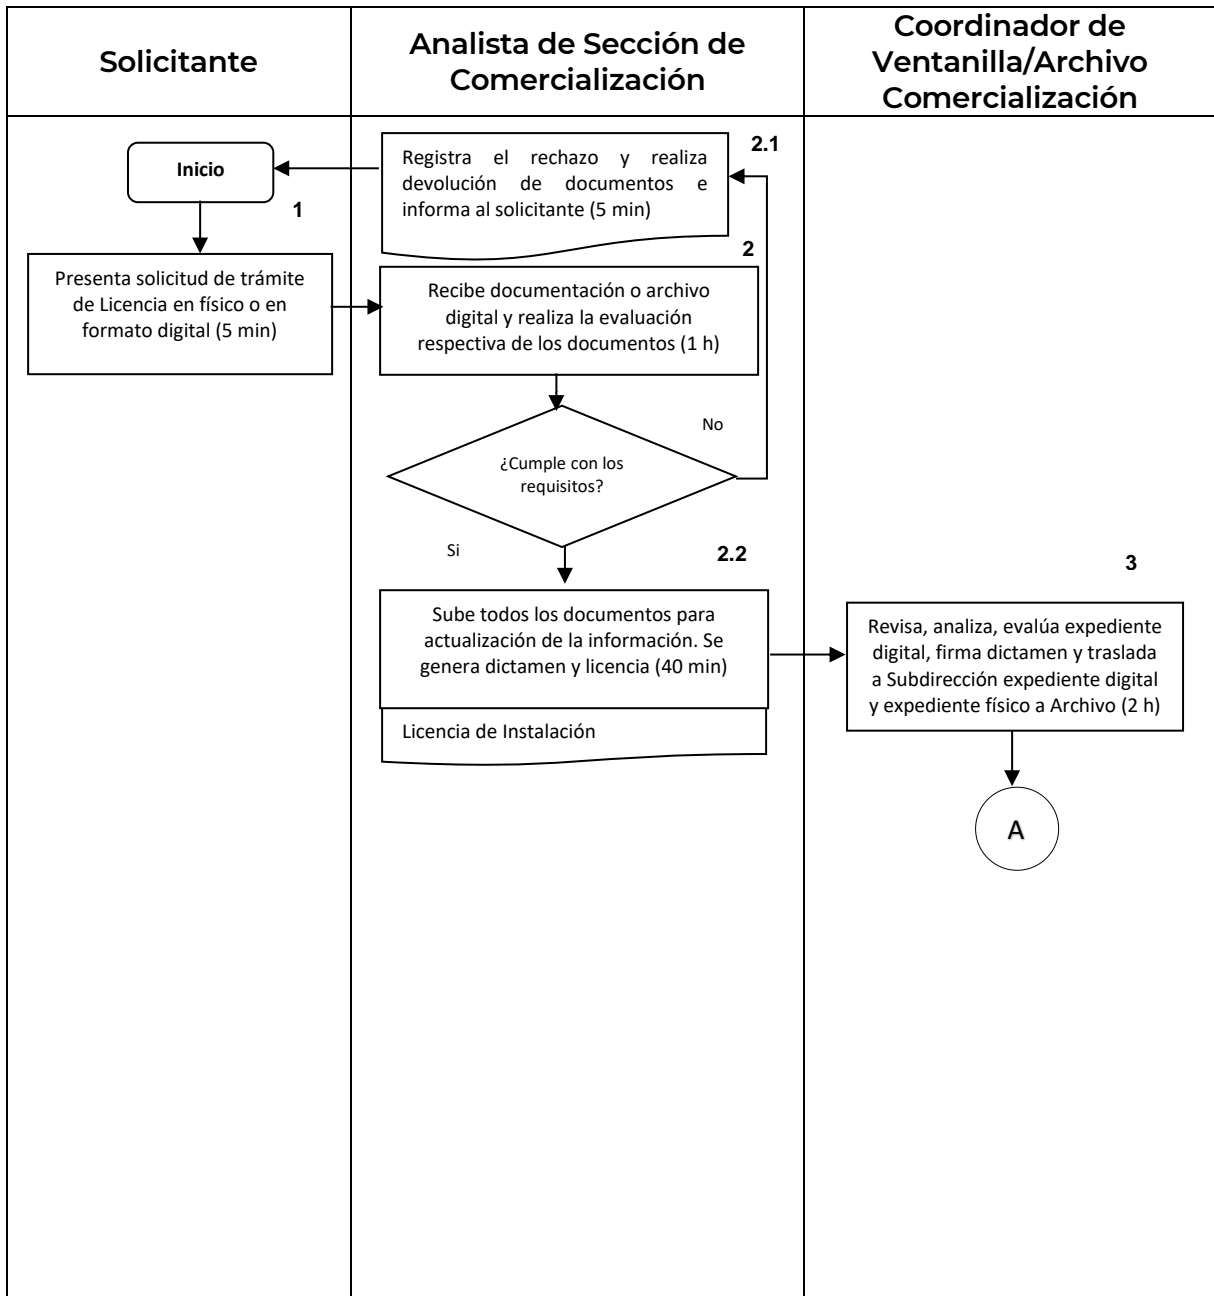 Solicitante
Analista de Sección de
Comercialización
Coordinador de
Ventanilla/Archivo
Comercialización
Inicio
1
Presenta solicitud de trámite
de Licencia en físico o en
formato digital (5 min)
2.1
Registra el rechazo y realiza
devolución de documentos e
informa al solicitante (5 min)
2
Recibe documentación o archivo
digital y realiza la evaluación
respectiva de los documentos (1 h)
No
¿Cumple con los
requisitos?
Si
2.2
Sube todos los documentos para
actualización de la información. Se
genera dictamen y licencia (40 min)
Licencia de Instalación
3
Revisa, analiza, evalúa expediente
digital, firma dictamen y traslada
a Subdirección expediente digital
y expediente físico a Archivo (2 h)
A